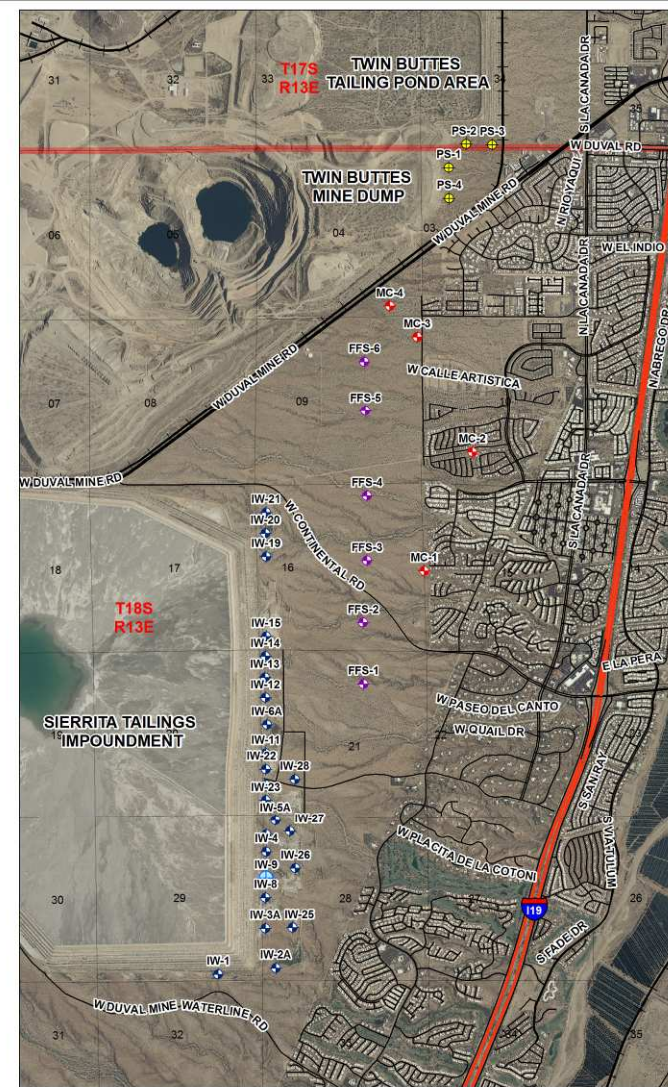 31
32
33
T17S
R13E
TWIN BUTTES
TAILING POND AREA
34
35
S LA CANADA DR
PS-2
PS-3
W DUVAL RD
PS-1
TWIN BUTTES
MINE DUMP
PS-4
N RIO YAQUI
06
05
04
03
W DUVAL MINE RD
W EL INDIO
N LA CANADA DR
MC-4
MC-3
N ABREGO DR
FFS-6
W CALLE ARTISTICA
W DUVAL MINE RD
07
08
09
FFS-5
MC-2
W DUVAL MINE RD
FFS-4
S LA CANADA DR
IW-21
IW-20
IW-19
W CONTINENTAL RD
18
17
16
FFS-3
MC-1
T18S
R13E
FFS-2
IW-15
IW-14
IW-13
IW-12
E LA PERA
FFS-1
W PASEO DEL CANTO
IW-6A
SIERRITA TAILINGS
IMPOUNDMENT
19
W QUAIL DR
IW-11
21
IW-22
IW-28
S SAN RAY
IW-23
IW-5A
IW-27
S VIA TULUM
IW-4
W PLACITA DE LA COTONI
IW-9
IW-26
IW-8
30
29
28
27
26
I19
IW-3A
IW-25
S FADE DR
IW-1
IW-2A
W DUVAL MINE WATERLINE RD
31
32
33
34
35